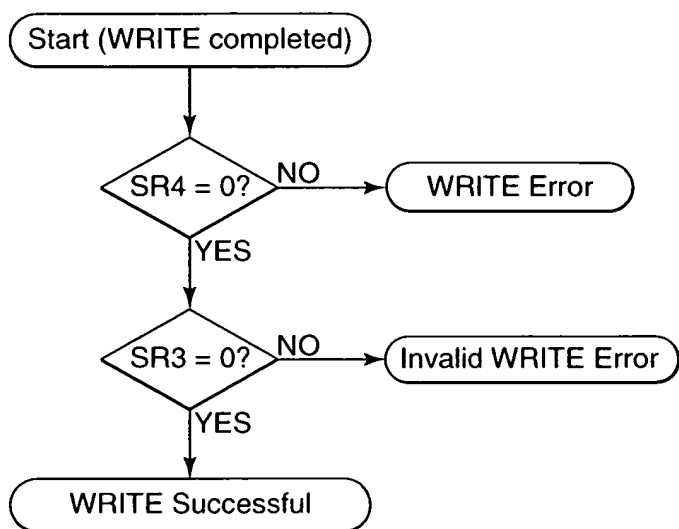 Start (WRITE completed)
SR4 = 0?
NO
WRITE Error
YES
SR3 = 0?
NO
Invalid WRITE Error
YES
WRITE Successful